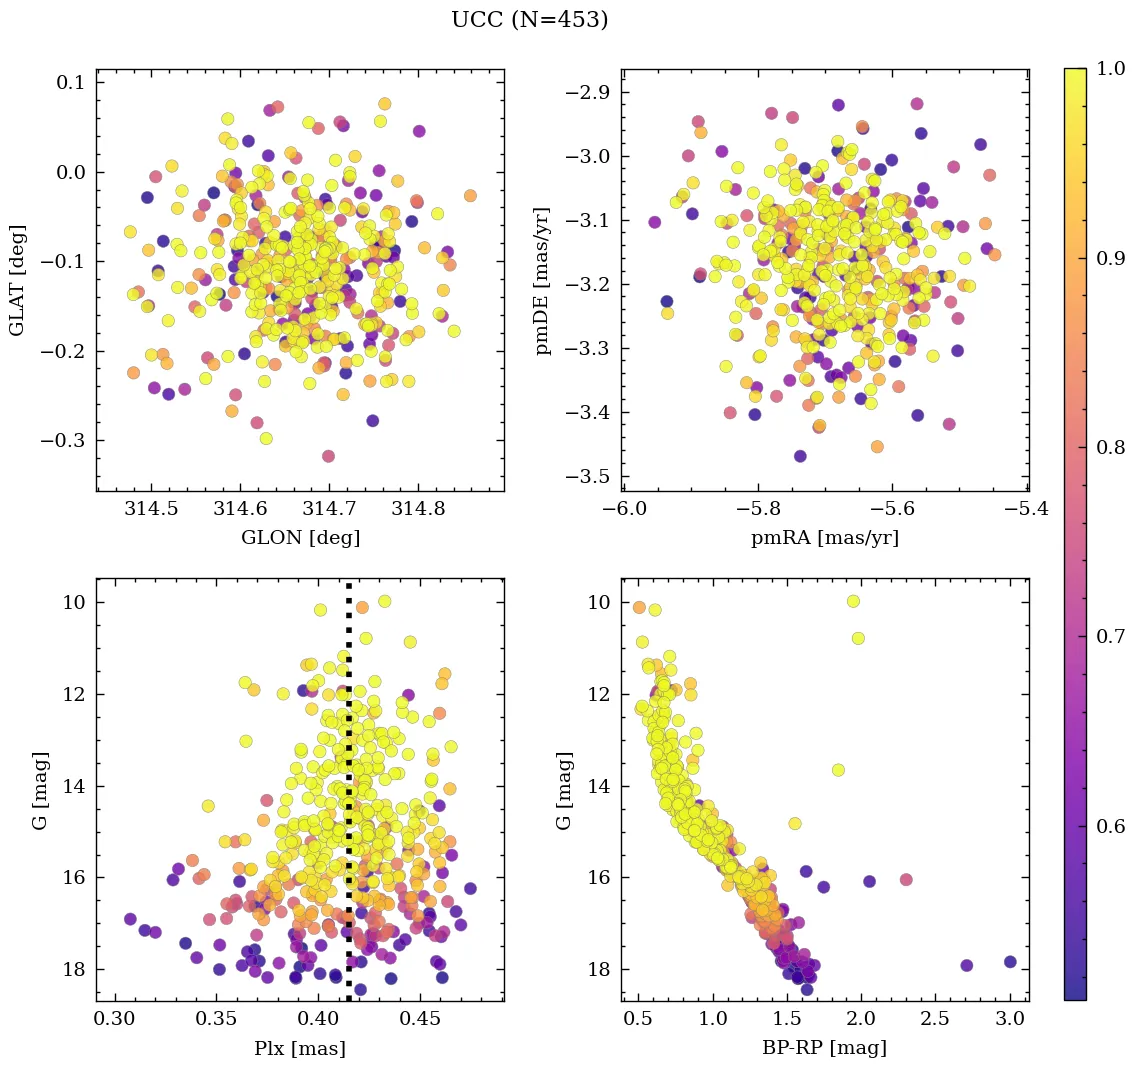 UCC (N=453)
0.1
0.0
−0.1
−0.2
−0.3
GLAT [deg]
314.5 314.6 314.7 314.8
GLON [deg]
−2.9
−3.0
−3.1
−3.2
−3.3
−3.4
−3.5
pmDE [mas/yr]
−6.0 −5.8 −5.6 −5.4
pmRA [mas/yr]
10
12
14
16
18
G [mag]
0.30 0.35 0.40 0.45
Plx [mas]
10
12
14
16
18
G [mag]
0.5 1.0 1.5 2.0 2.5 3.0
BP-RP [mag]
1.0
0.9
0.8
0.7
0.6